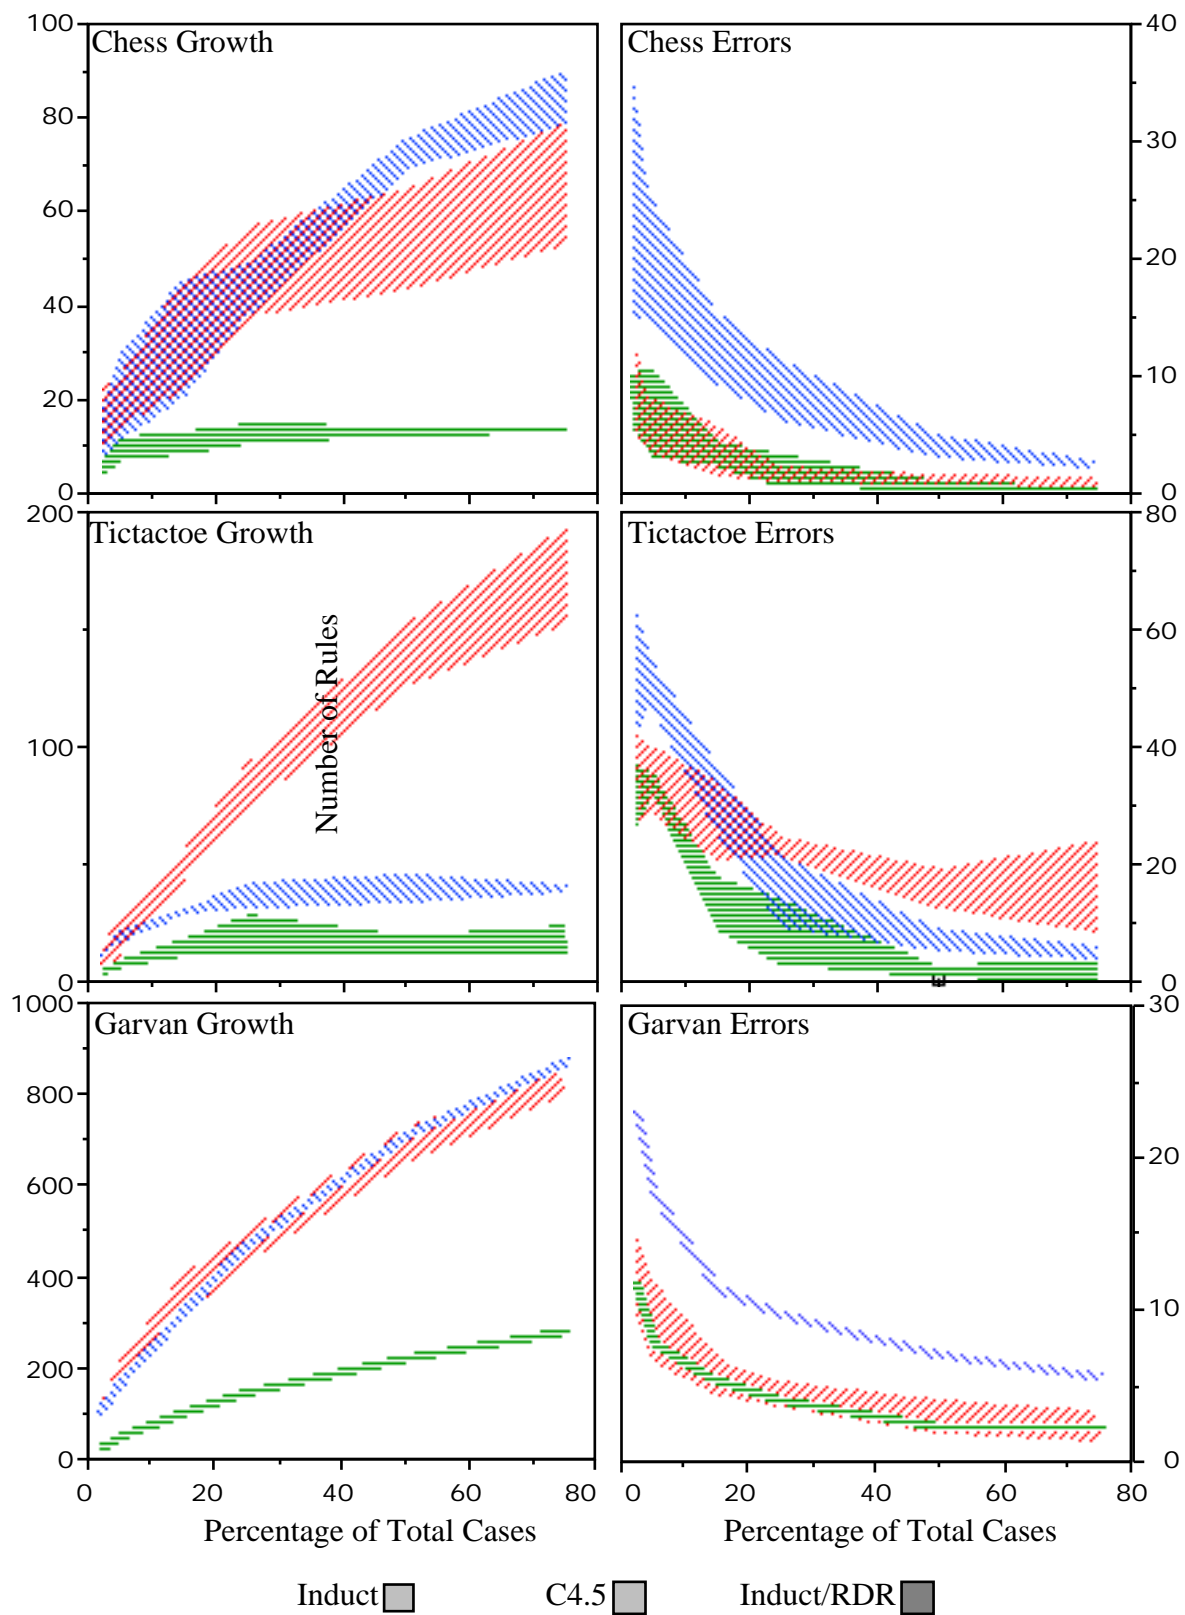 100
80
60
40
20
0
Chess Growth
Chess Errors
40
30
20
10
0
200
100
0
Tictactoe Growth
Number of Rules
Tictactoe Errors
80
60
40
20
0
1000
800
600
400
200
0
Garvan Growth
Garvan Errors
30
20
10
0
0 20 40 60 80
0 20 40 60 80
Percentage of Total Cases
Percentage of Total Cases
Induct C4.5 Induct/RDR